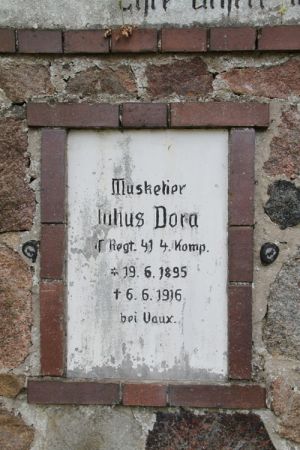 Musketier
Julius Dora
Regt. 41 4. Komp.
* 19. 6. 1895
† 6. 6. 1916
bei Vaux.